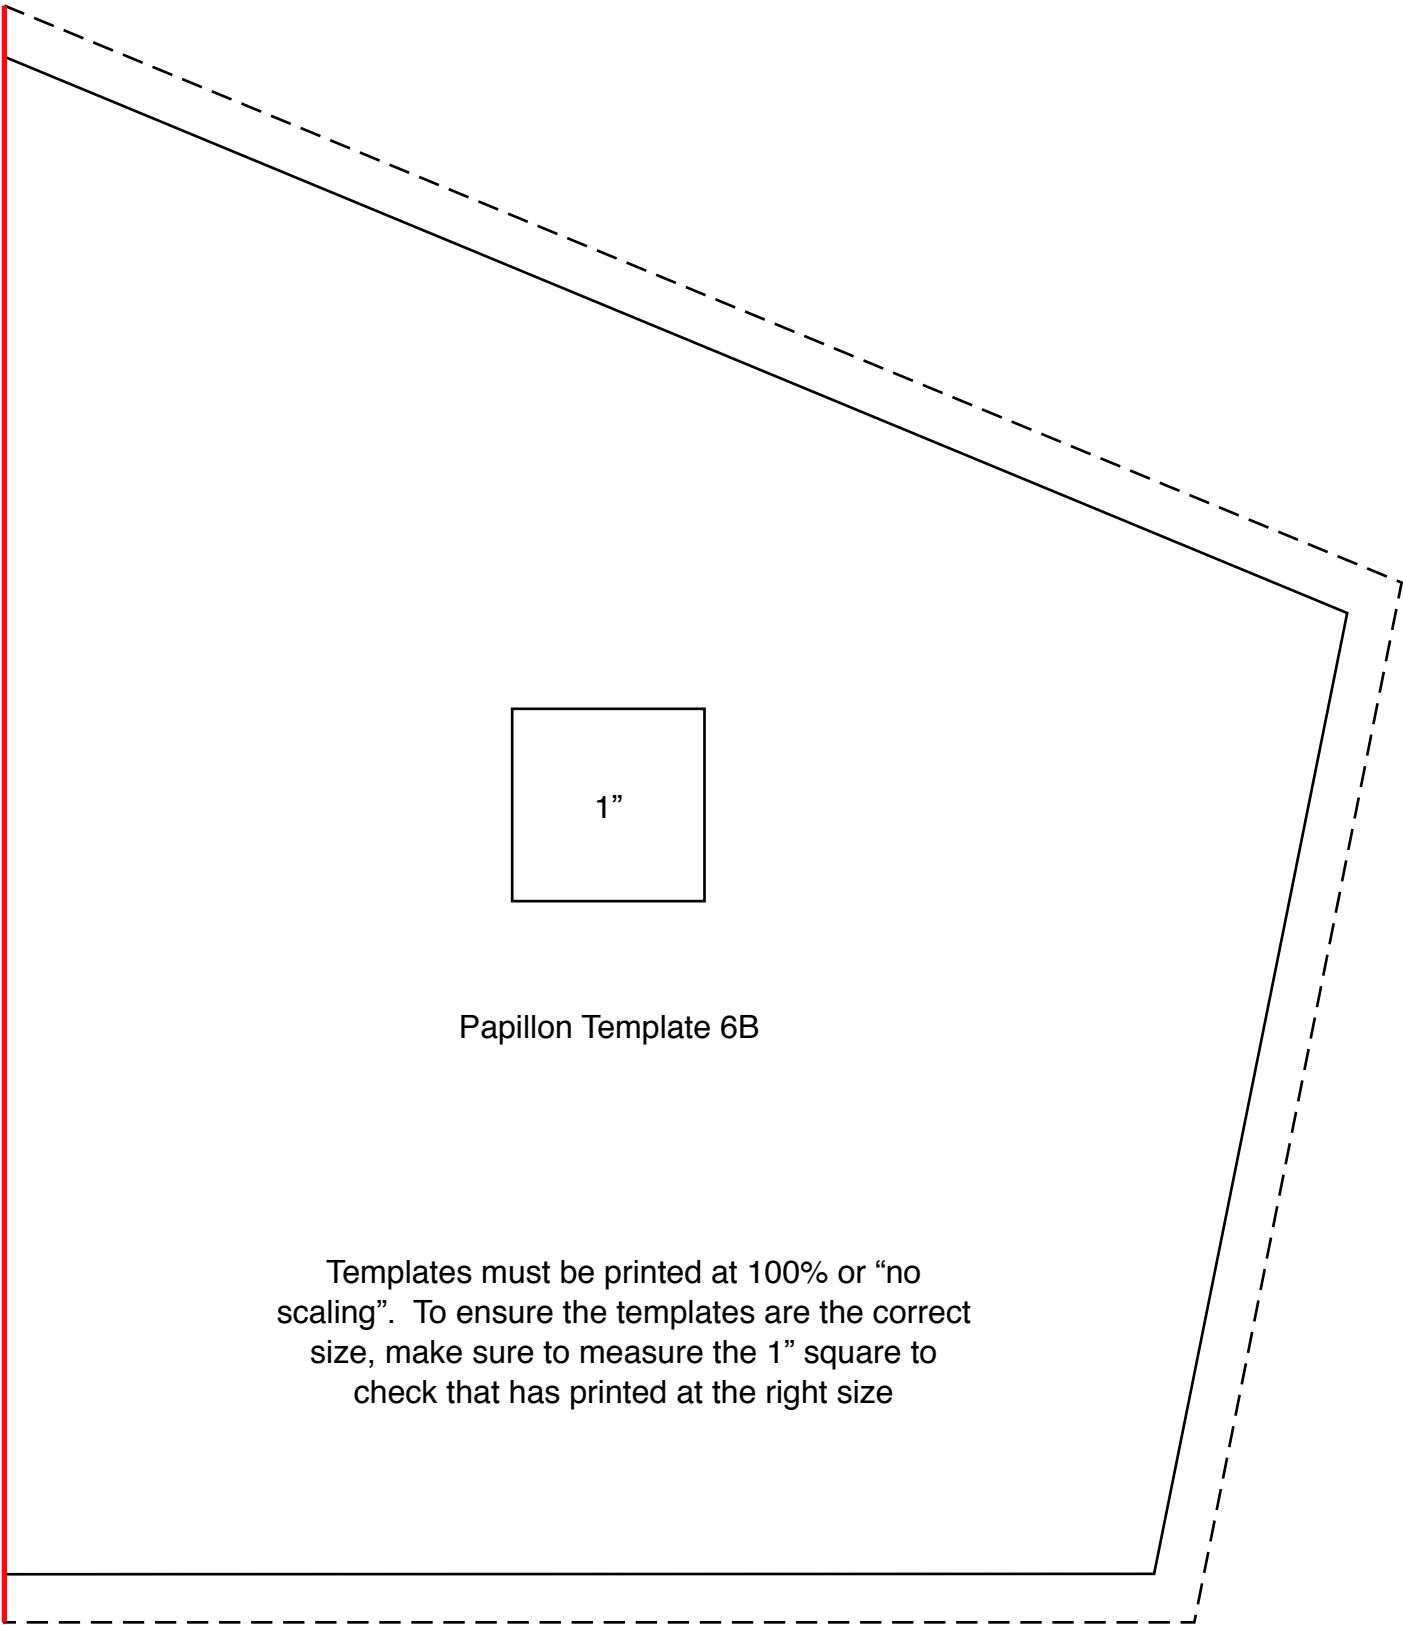 1”
Papillon Template 6B
Templates must be printed at 100% or “no
scaling”.  To ensure the templates are the correct
size, make sure to measure the 1” square to
check that has printed at the right size